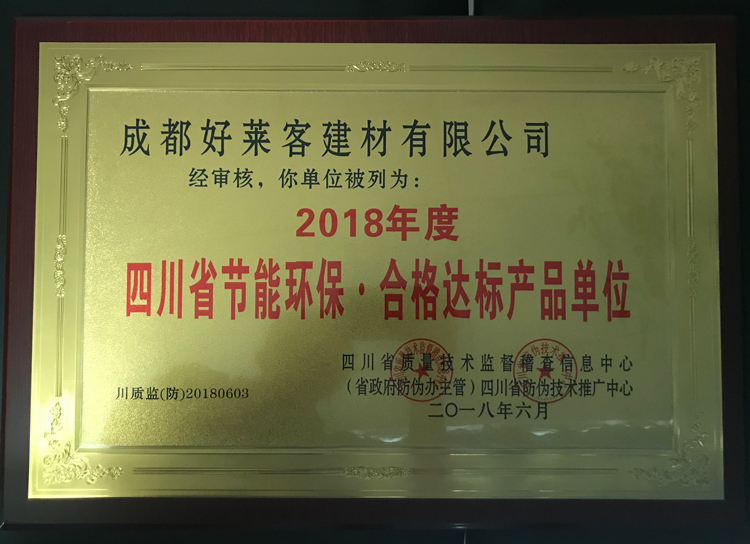 成都好莱客建材有限公司
经审核，你单位被列为：
2018年度
四川省节能环保·合格达标产品单位
四川省质量技术监督稽查信息中心
（省政府防伪办主管）四川省防伪技术推广中心
川质监(防)20180603
二〇一八年六月